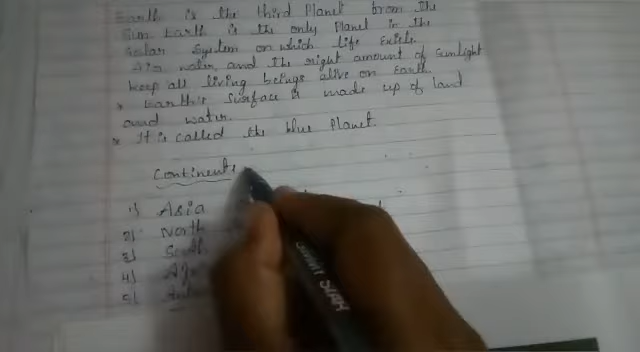 Earth is the third Planet from the
Sun. Earth is the only Planet in the
Solar System on which life exists.
Air water, and the right amount of Sunlight
keep all living beings alive on Earth.
* Earth's Surface is made up of land
and water.
* It is called the blue Planet.
Continents
1) Asia
2) North
3)
4)
5)